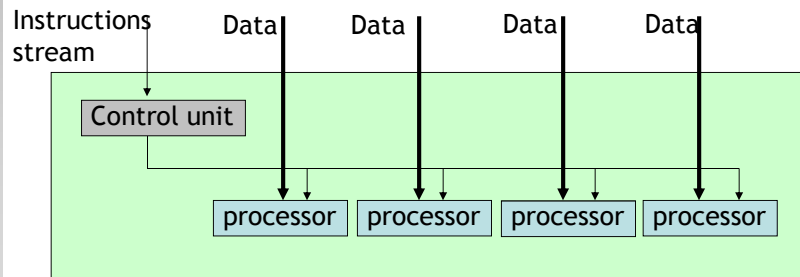 Instructions
stream
Data
Data
Data
Data
Control unit
processor
processor
processor
processor